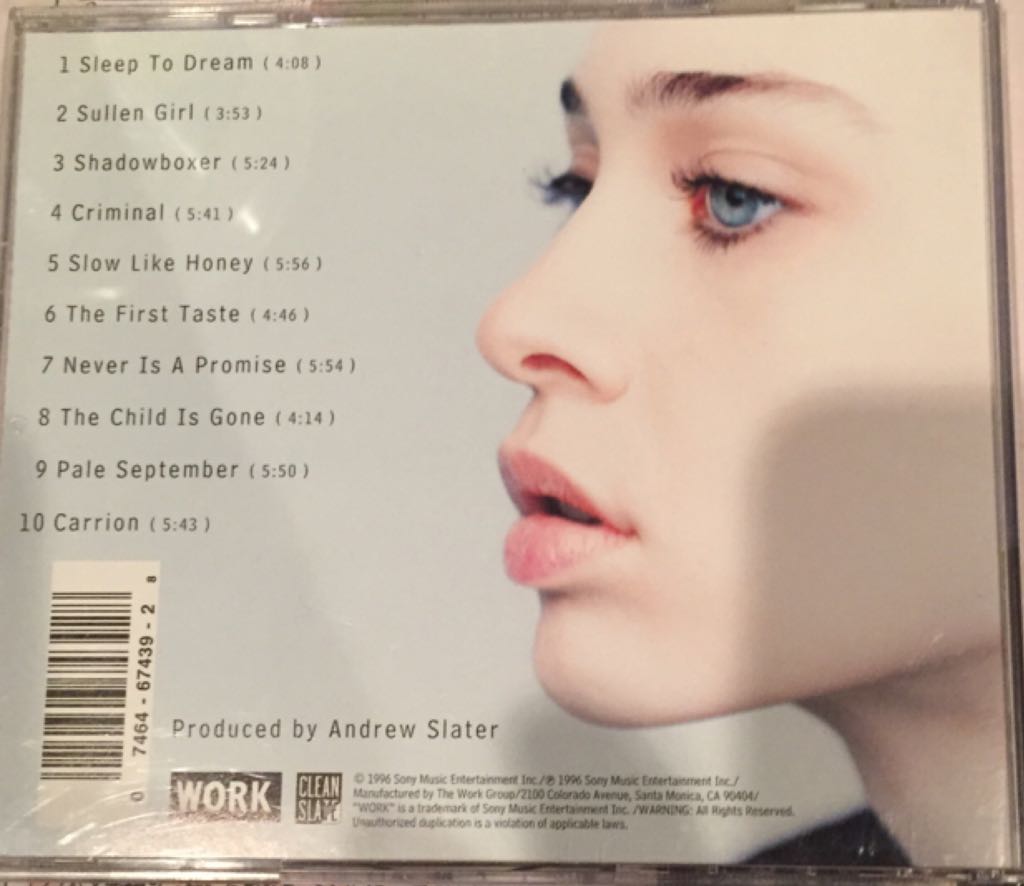 1 Sleep To Dream ( 4:08 )
2 Sullen Girl ( 3:53 )
3 Shadowboxer ( 5:24 )
4 Criminal ( 5:41 )
5 Slow Like Honey ( 5:56 )
6 The First Taste ( 4:46 )
7 Never Is A Promise ( 5:54 )
8 The Child Is Gone ( 4:14 )
9 Pale September ( 5:50 )
10 Carrion ( 5:43 )
0 7464 - 67439 - 2 8
Produced by Andrew Slater
WORK
CLEAN
SLATE
© 1996 Sony Music Entertainment Inc./℗ 1996 Sony Music Entertainment Inc./
Manufactured by The Work Group/2100 Colorado Avenue, Santa Monica, CA 90404/
"WORK" is a trademark of Sony Music Entertainment Inc. /WARNING: All Rights Reserved.
Unauthorized duplication is a violation of applicable laws.